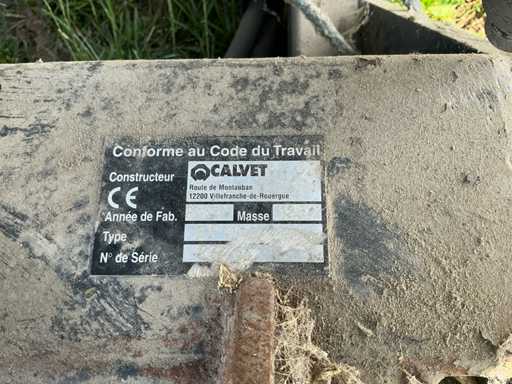 Conforme au Code du Travail
Constructeur CALVET
Route de Montauban
12200 Villefranche-de-Rouergue
CE
Année de Fab. Masse
Type
N° de Série